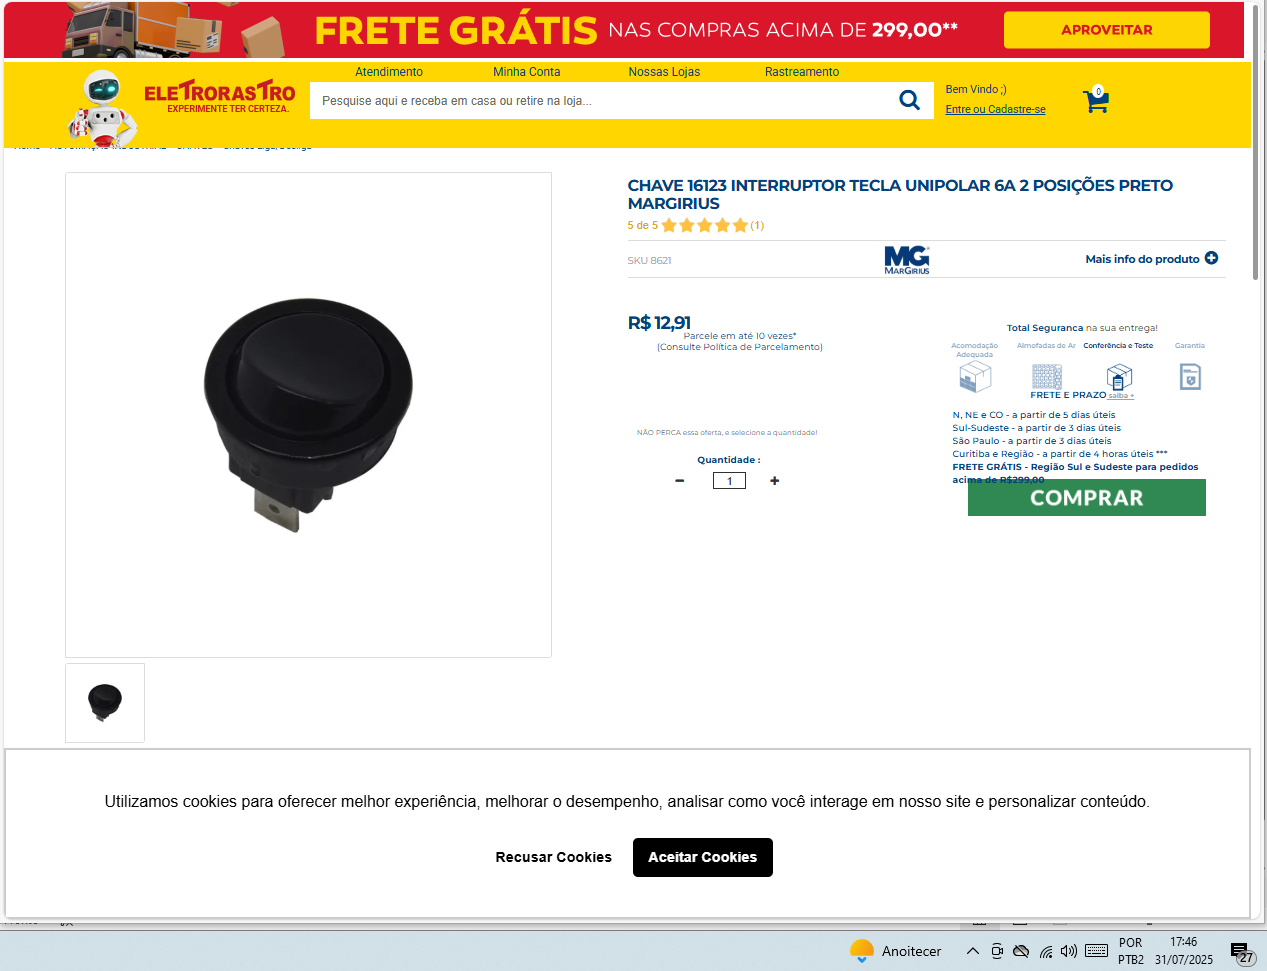 FRETE GRÁTIS NAS COMPRAS ACIMA DE 299,00** APROVEITAR
Atendimento Minha Conta Nossas Lojas Rastreamento
ELETRORASTRO
EXPERIMENTE TER CERTEZA.
Pesquise aqui e receba em casa ou retire na loja...
Bem Vindo ;)
Entre ou Cadastre-se
0
CHAVE 16123 INTERRUPTOR TECLA UNIPOLAR 6A 2 POSIÇÕES PRETO
MARGIRIUS
5 de 5 (1)
SKU 8621
MG
MARGIRIUS
Mais info do produto
R$ 12,91
Parcele em até 10 vezes*
(Consulte Política de Parcelamento)
NÃO PERCA essa oferta, e selecione a quantidade!
Quantidade :
- 1 +
Total Segurança na sua entrega!
Acomodação
Adequada
Almofadas de Ar
Conferência e Teste
Garantia
FRETE E PRAZO saiba +
N, NE e CO - a partir de 5 dias úteis
Sul-Sudeste - a partir de 3 dias úteis
São Paulo - a partir de 3 dias úteis
Curitiba e Região - a partir de 4 horas úteis ***
FRETE GRÁTIS - Região Sul e Sudeste para pedidos
acima de R$299,00
COMPRAR
Utilizamos cookies para oferecer melhor experiência, melhorar o desempenho, analisar como você interage em nosso site e personalizar conteúdo.
Recusar Cookies Aceitar Cookies
Anoitecer
POR
PTB2
17:46
31/07/2025
27